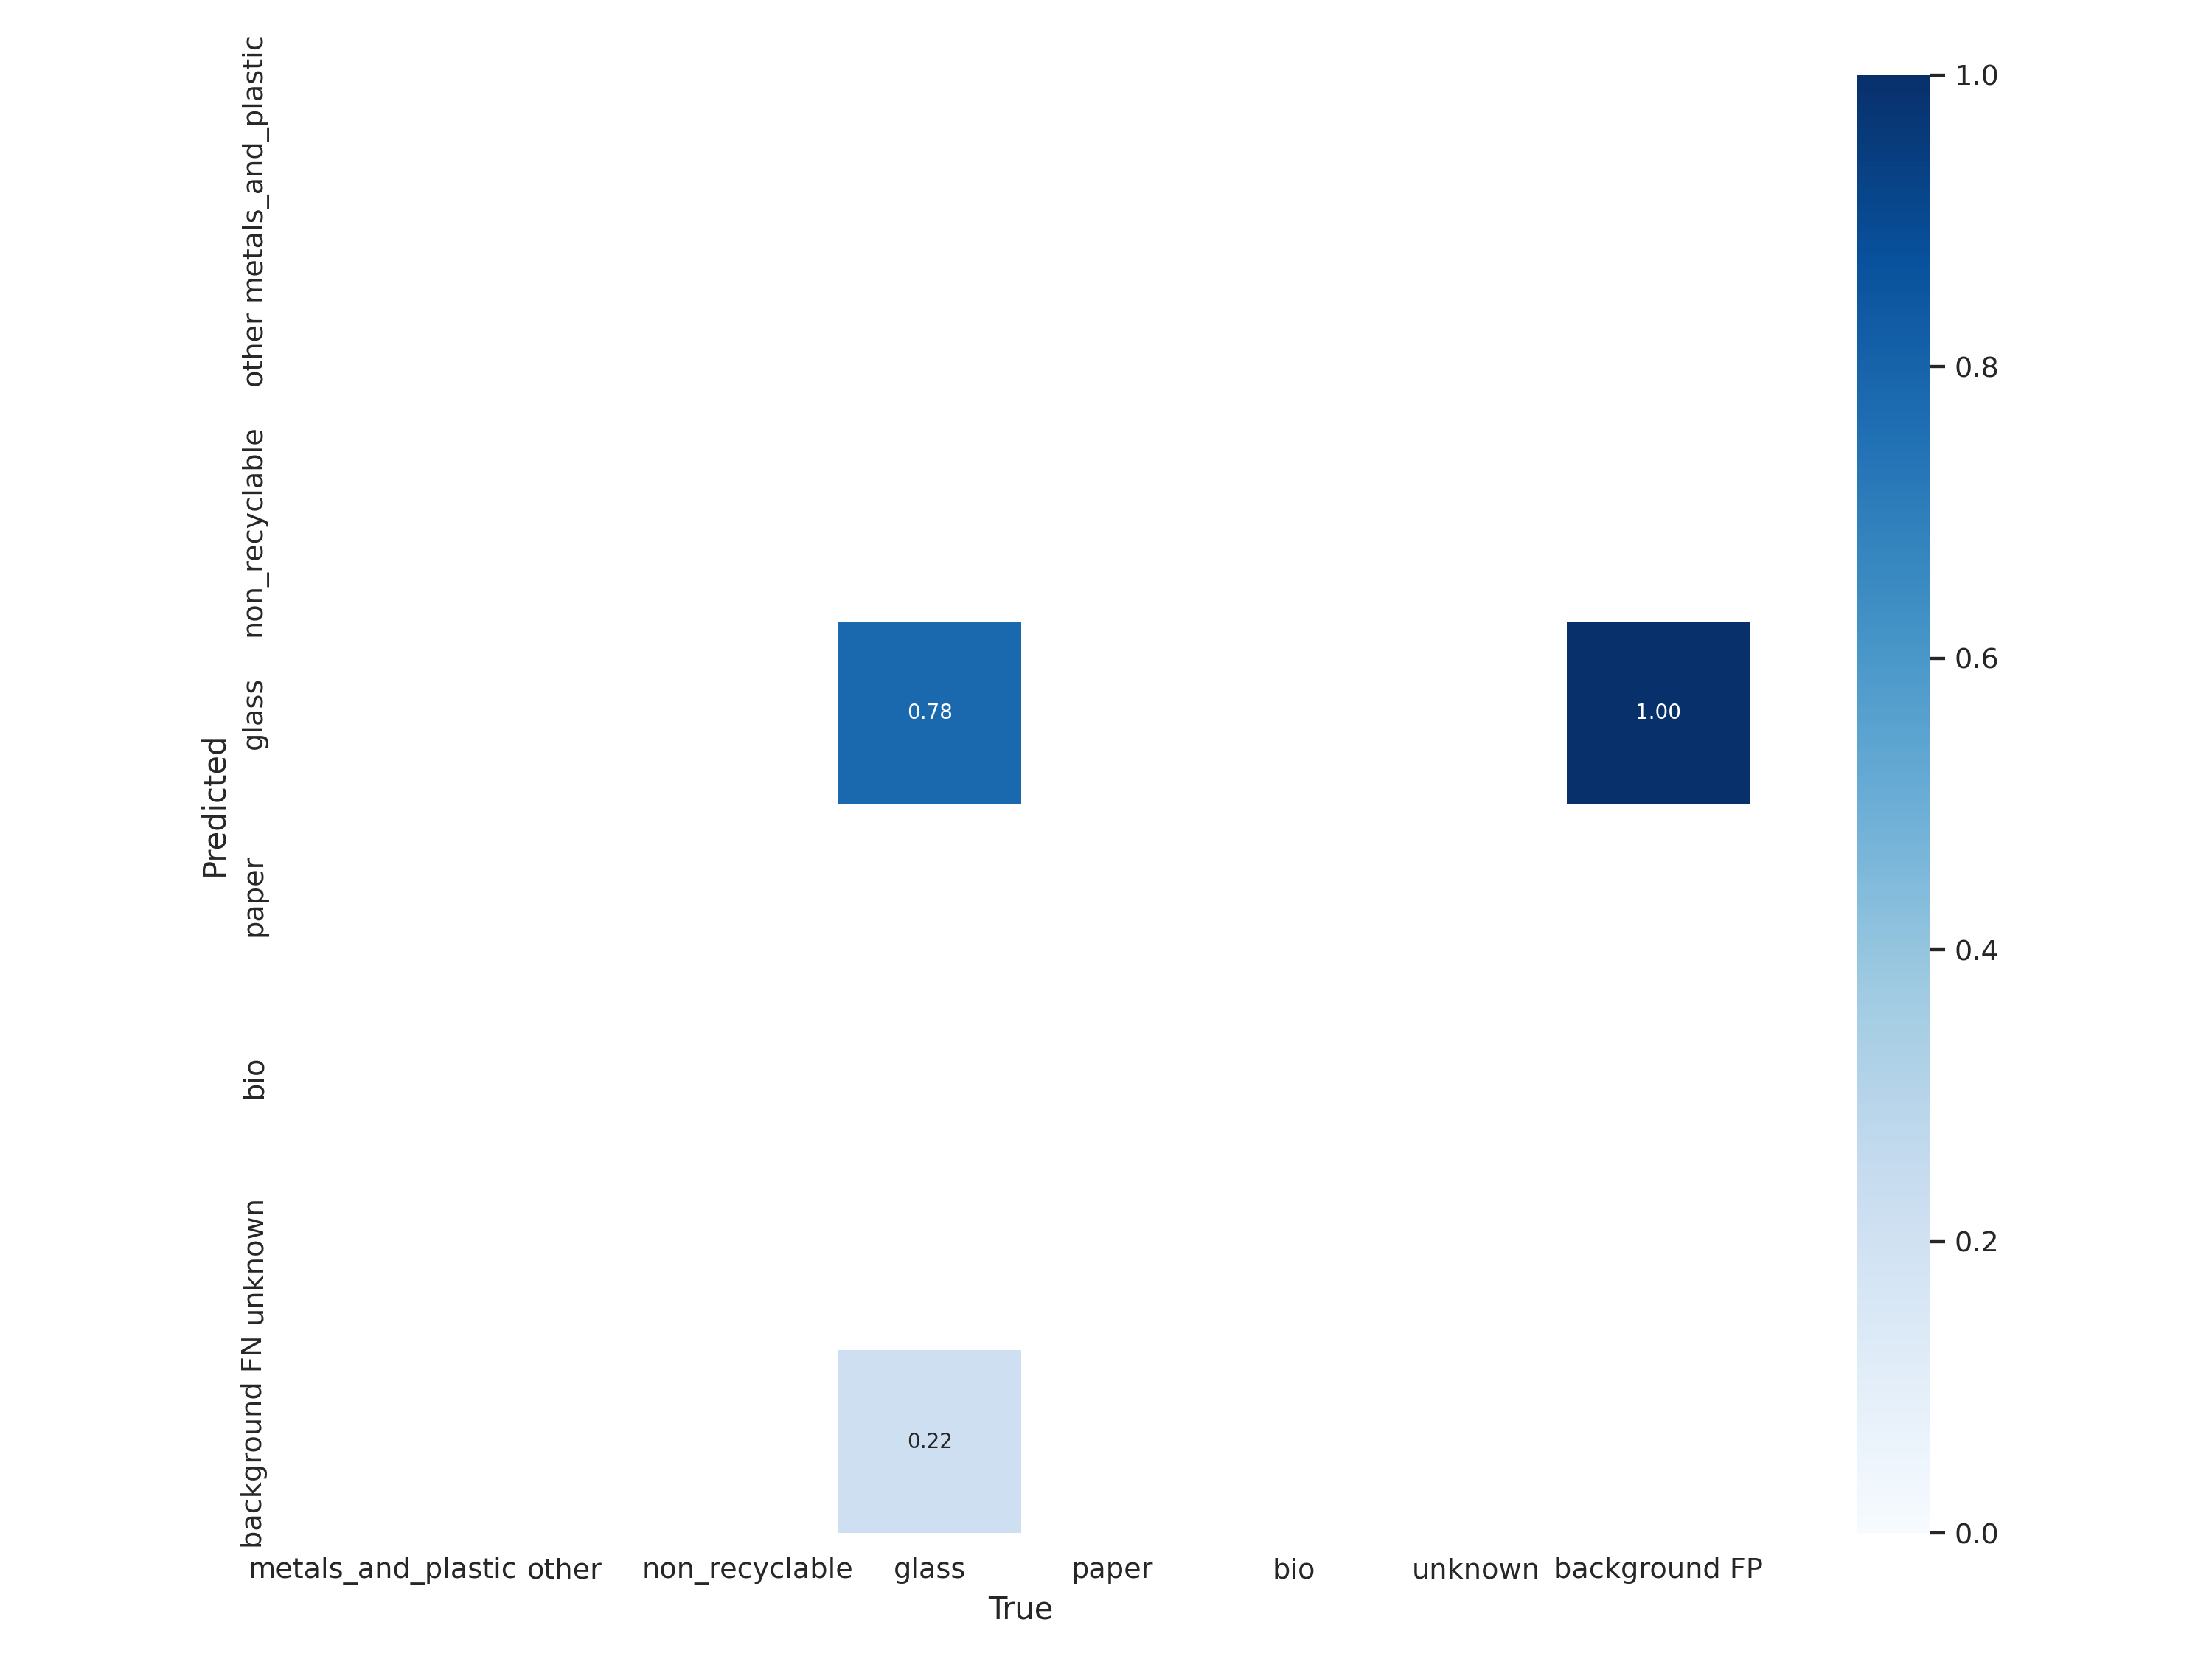 other metals_and_plastic
non_recyclable
glass
paper
bio
background FN unknown
Predicted
0.78
1.00
0.22
metals_and_plastic other non_recyclable glass paper bio unknown background FP
True
1.0
0.8
0.6
0.4
0.2
0.0